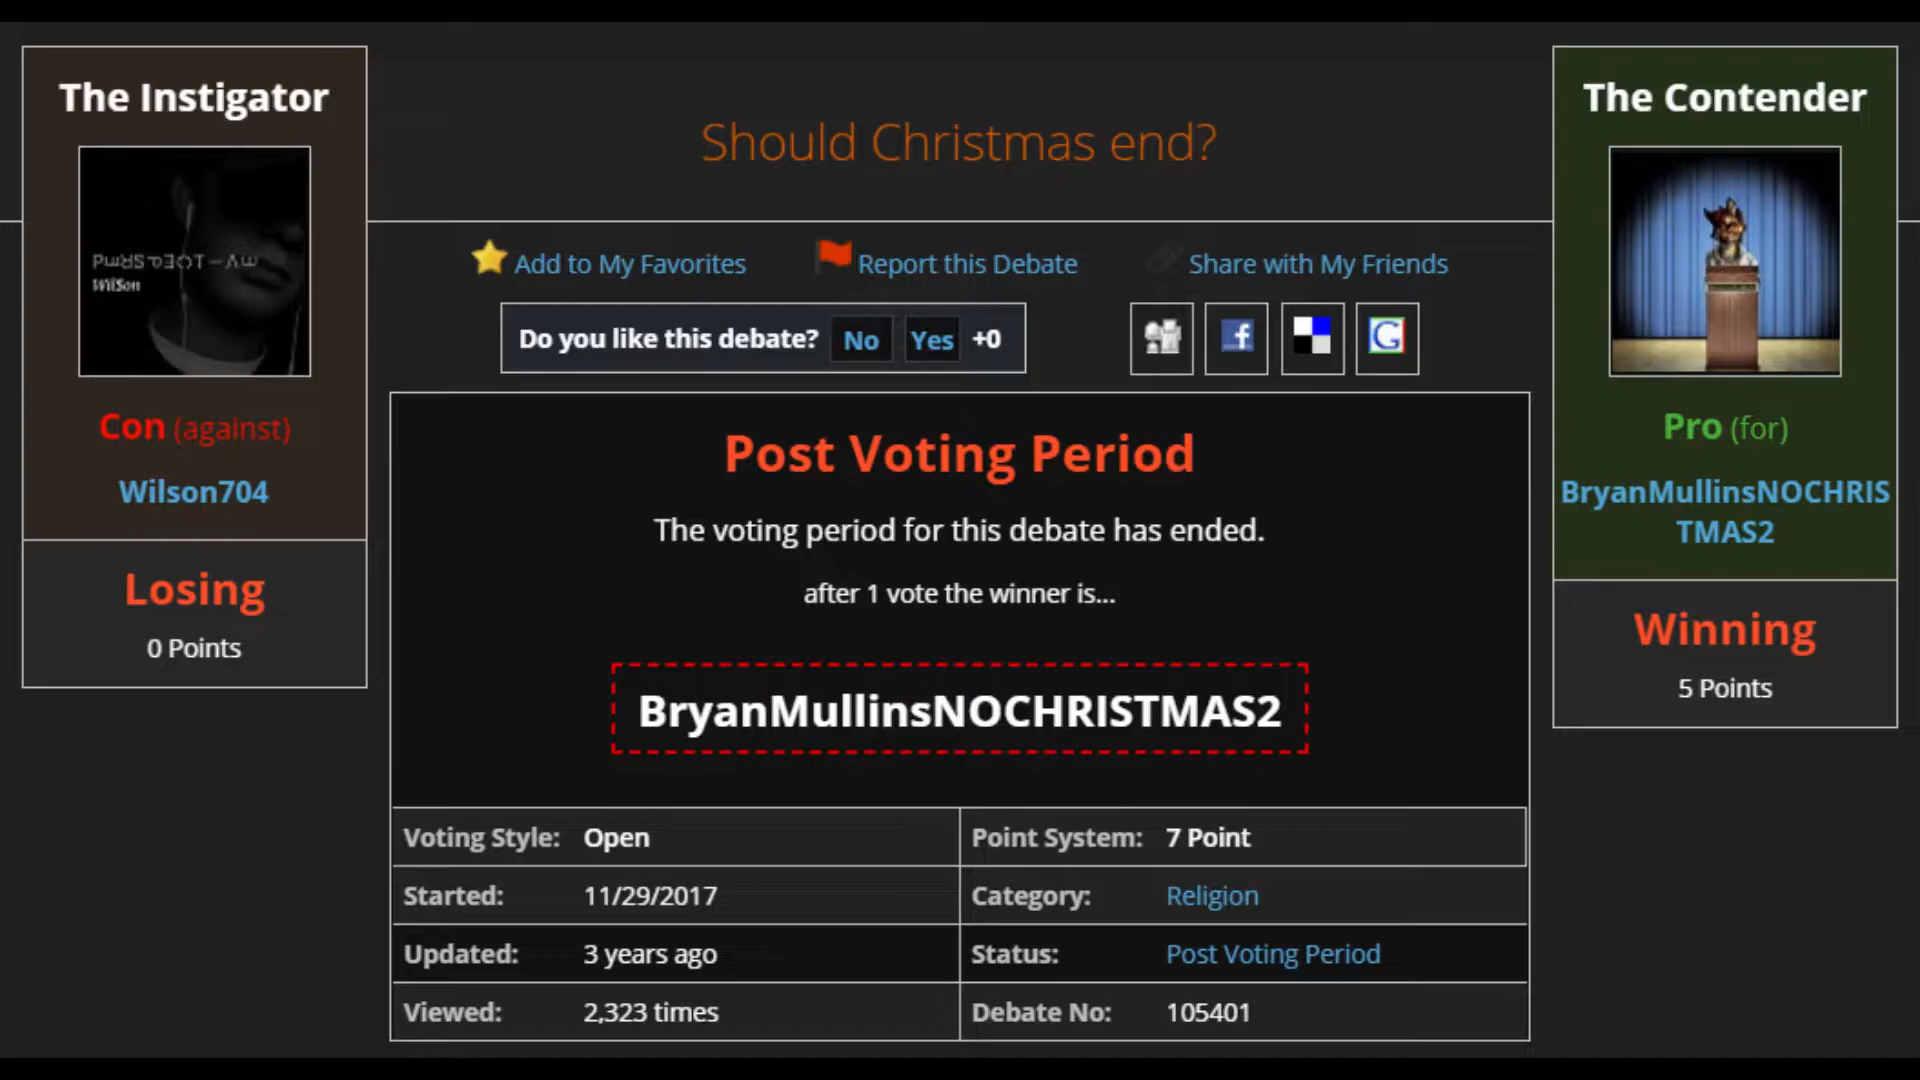 The Instigator
WilSon
Con (against)
Wilson704
Losing
0 Points
Should Christmas end?
Add to My Favorites
Report this Debate
Share with My Friends
Do you like this debate? No Yes +0
Post Voting Period
The voting period for this debate has ended.
after 1 vote the winner is...
BryanMullinsNOCHRISTMAS2
Voting Style: Open
Point System: 7 Point
Started: 11/29/2017
Category: Religion
Updated: 3 years ago
Status: Post Voting Period
Viewed: 2,323 times
Debate No: 105401
The Contender
Pro (for)
BryanMullinsNOCHRIS
TMAS2
Winning
5 Points